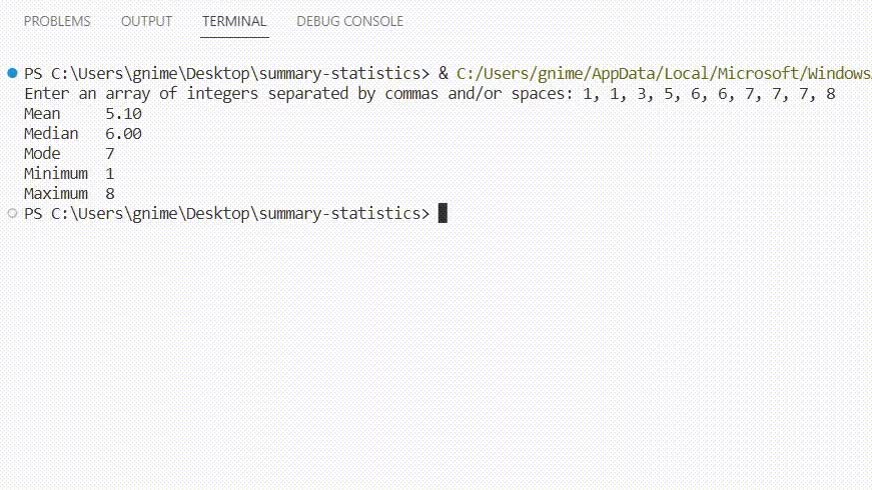 PROBLEMS OUTPUT TERMINAL DEBUG CONSOLE
PS C:\Users\gnime\Desktop\summary-statistics> & C:/Users/gnime/AppData/Local/Microsoft/Windows
Enter an array of integers separated by commas and/or spaces: 1, 1, 3, 5, 6, 6, 7, 7, 7, 8
Mean 5.10
Median 6.00
Mode 7
Minimum 1
Maximum 8
PS C:\Users\gnime\Desktop\summary-statistics>